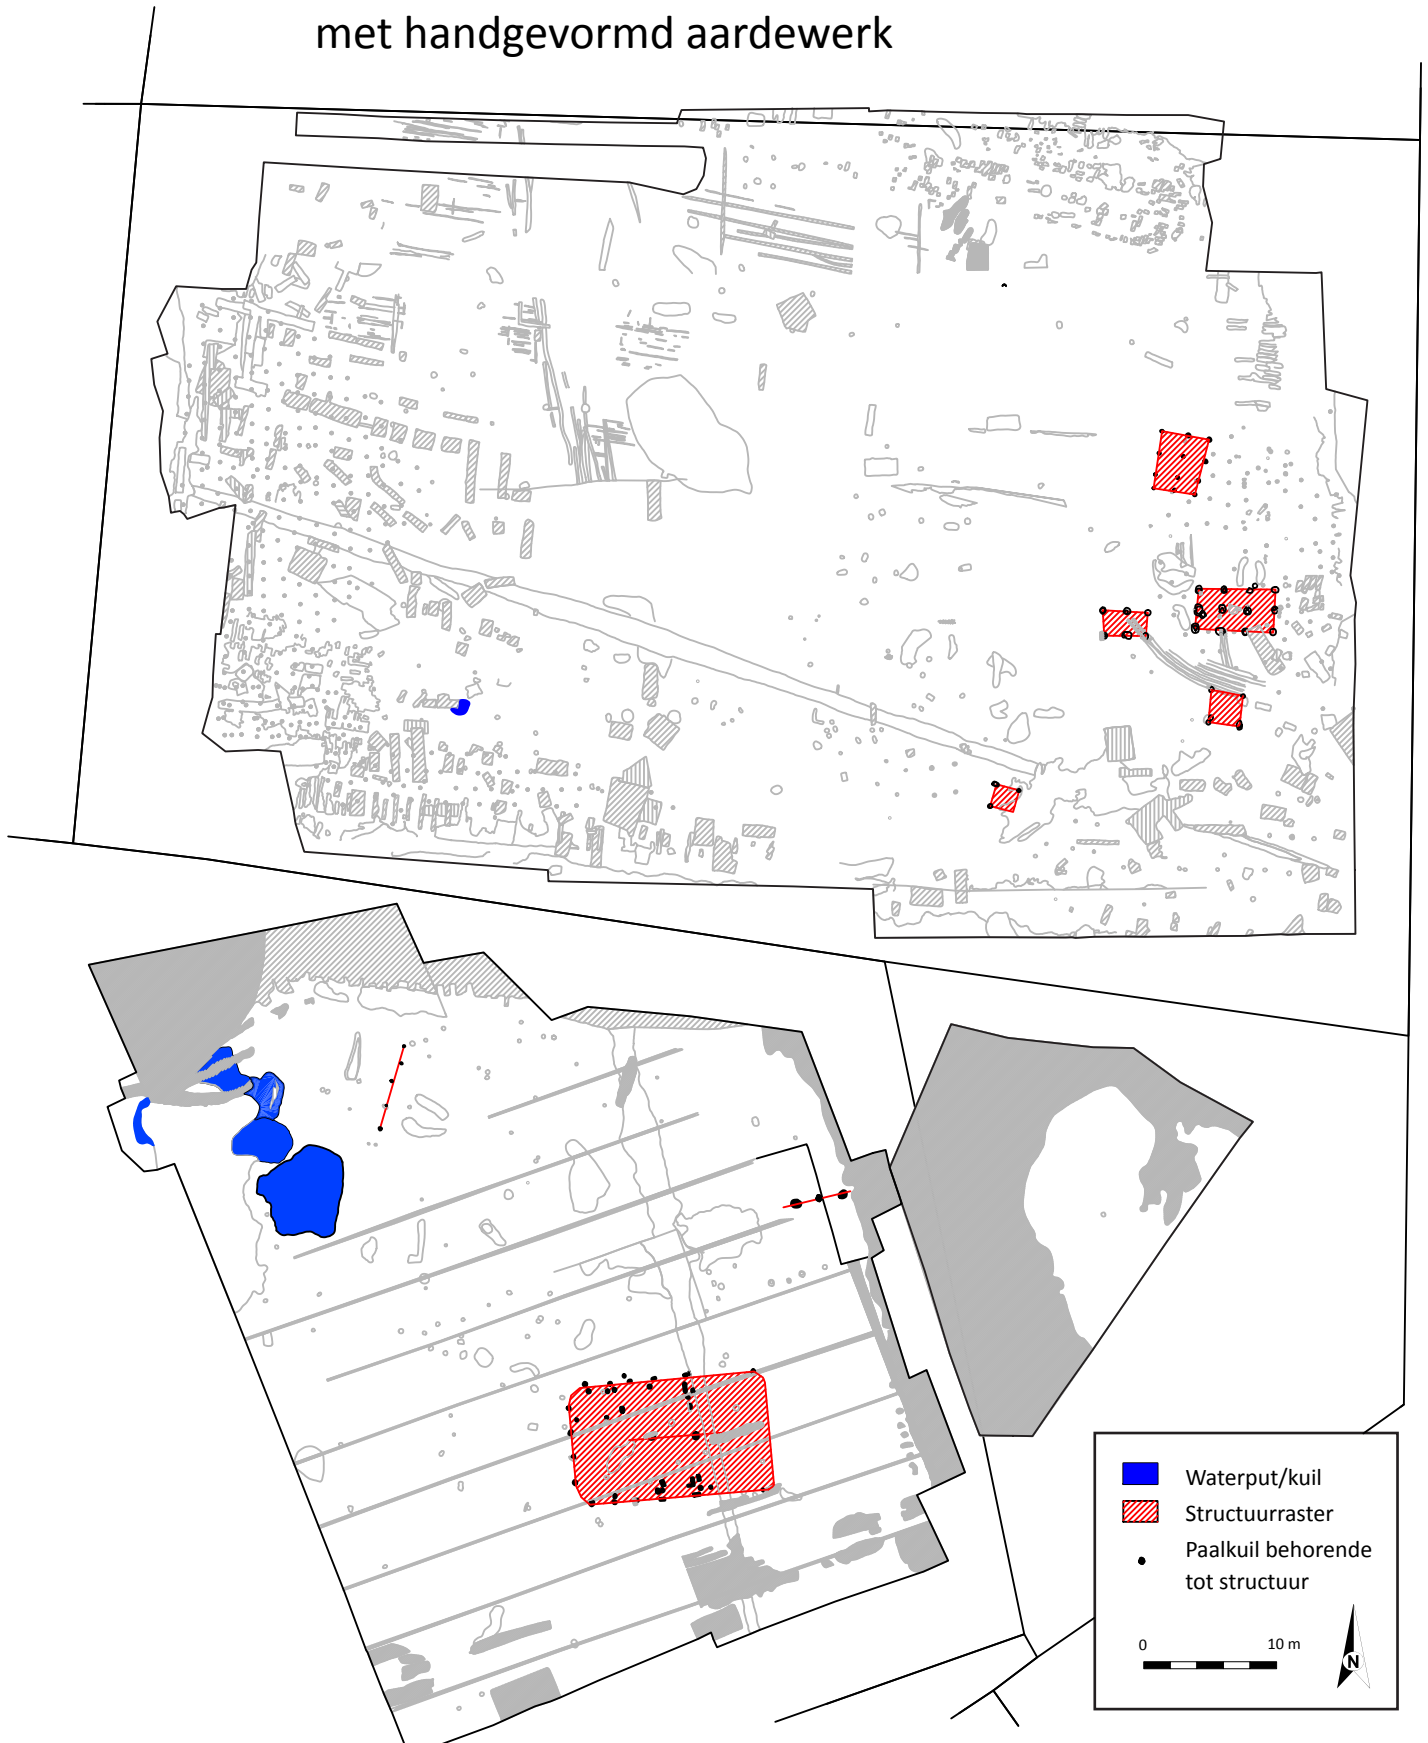 met handgevormd aardewerk
Waterput/kuil
Structuurraster
Paalkuil behorende
tot structuur
0 10 m
N